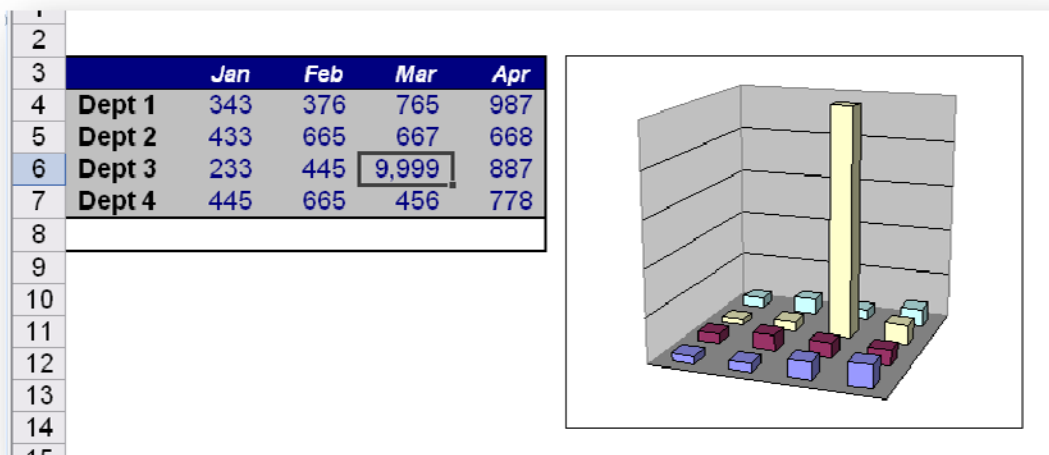 2
3 Jan Feb Mar Apr
4 Dept 1 343 376 765 987
5 Dept 2 433 665 667 668
6 Dept 3 233 445 9,999 887
7 Dept 4 445 665 456 778
8
9
10
11
12
13
14